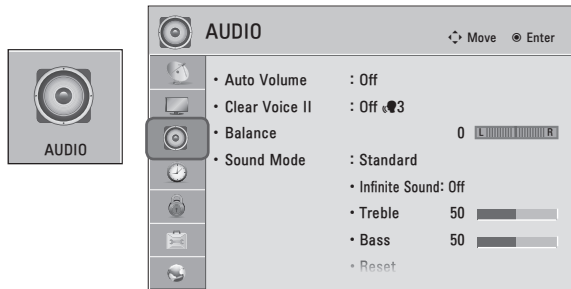 AUDIO
AUDIO
Move Enter
• Auto Volume : Off
• Clear Voice II : Off 3
• Balance 0 L R
• Sound Mode : Standard
• Infinite Sound: Off
• Treble 50
• Bass 50
• Reset